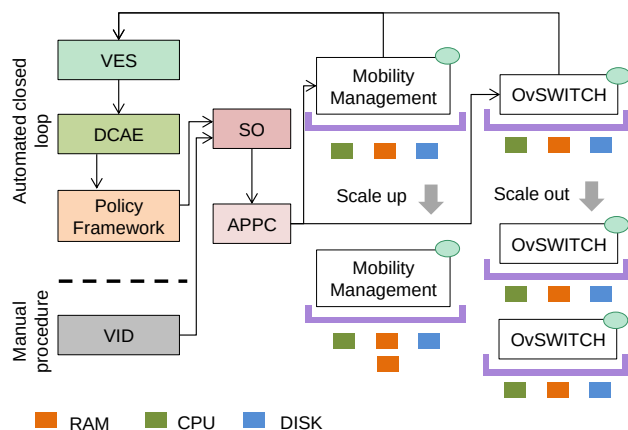 Automated closed
loop
VES
DCAE
Policy
Framework
SO
APPC
Mobility
Management
OvSWITCH
Scale up
Scale out
Mobility
Management
OvSWITCH
OvSWITCH
Manual
procedure
VID
RAM
CPU
DISK